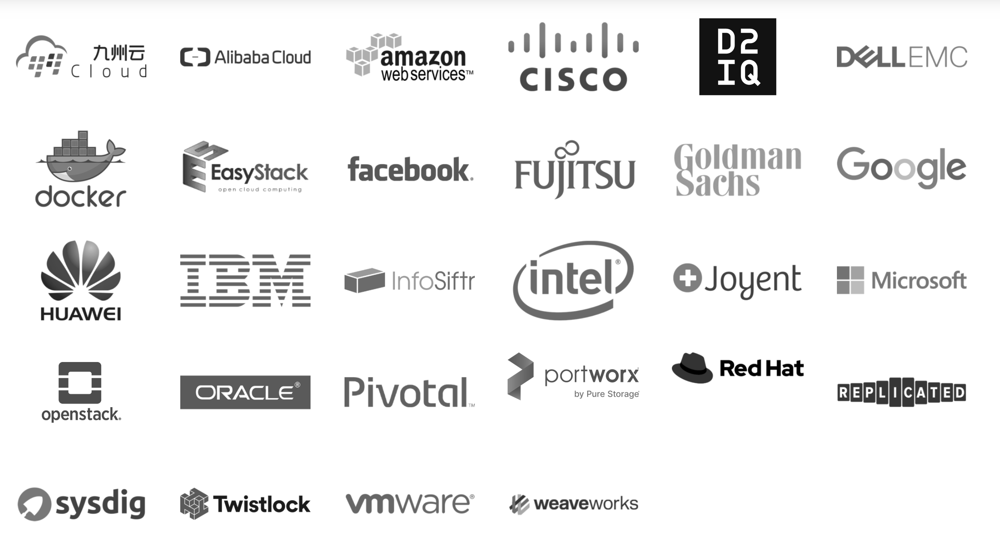 九州云
Cloud
Alibaba Cloud
amazon
web services™
CISCO
D2
IQ
DELL EMC
docker
EasyStack
open cloud computing
facebook®
FUJITSU
Goldman
Sachs
Google
HUAWEI
IBM
InfoSiftr
intel®
Joyent
Microsoft
openstack®
ORACLE®
Pivotal™
portworx
by Pure Storage
Red Hat
REPLICATED
sysdig
Twistlock
vmware®
weaveworks